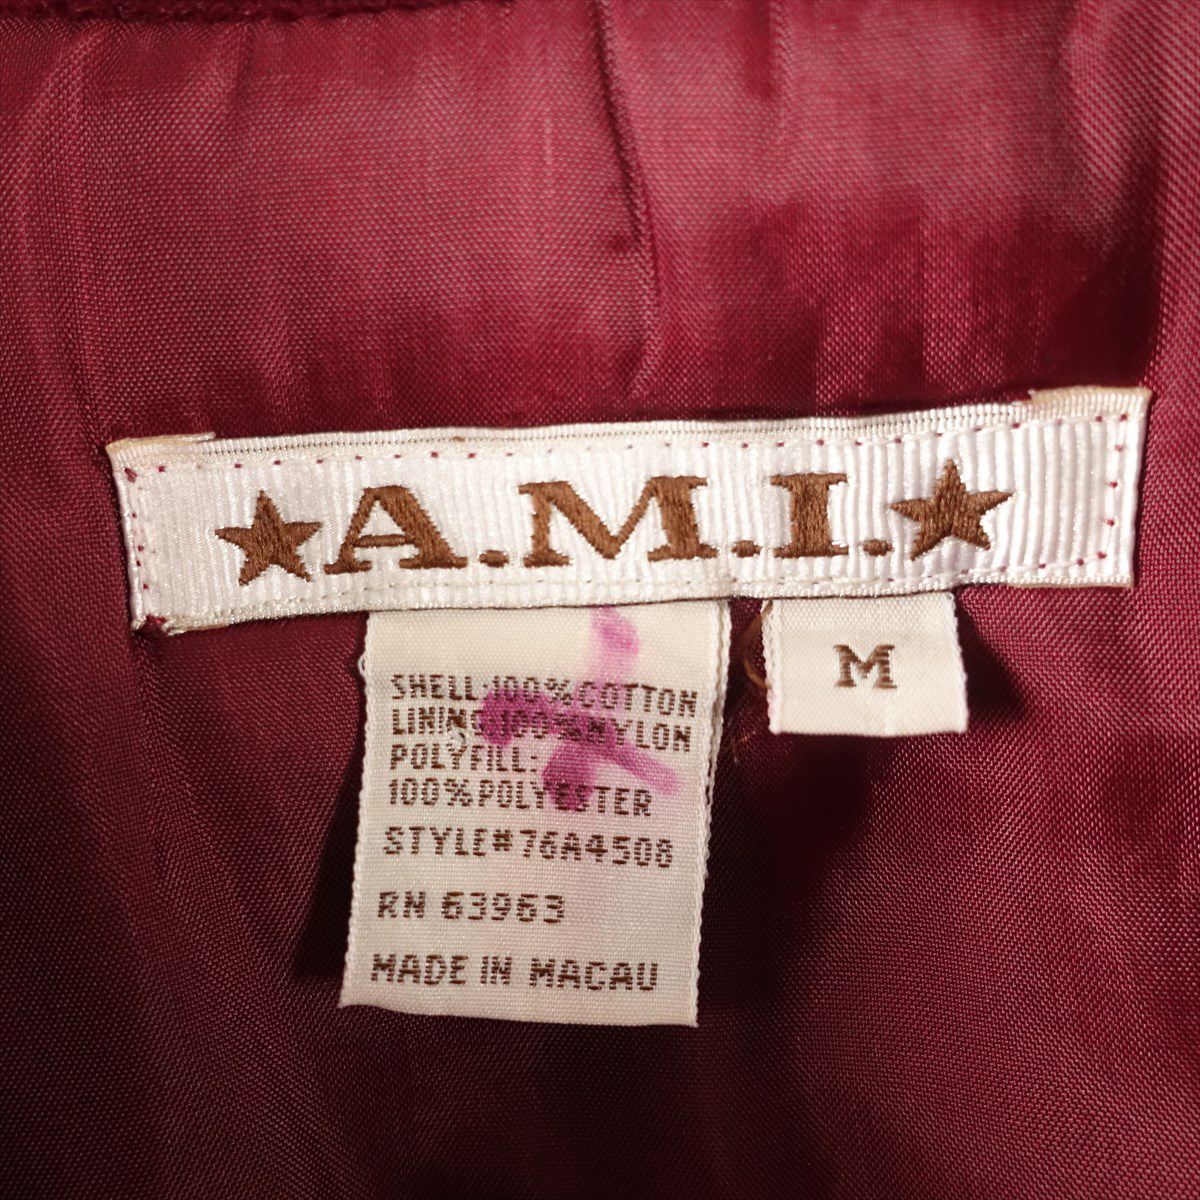 ★A.M.I.★
M
SHELL:100%COTTON
LINING:100%NYLON
POLYFILL:
100%POLYESTER
STYLE#76A4508
RN 63963
MADE IN MACAU